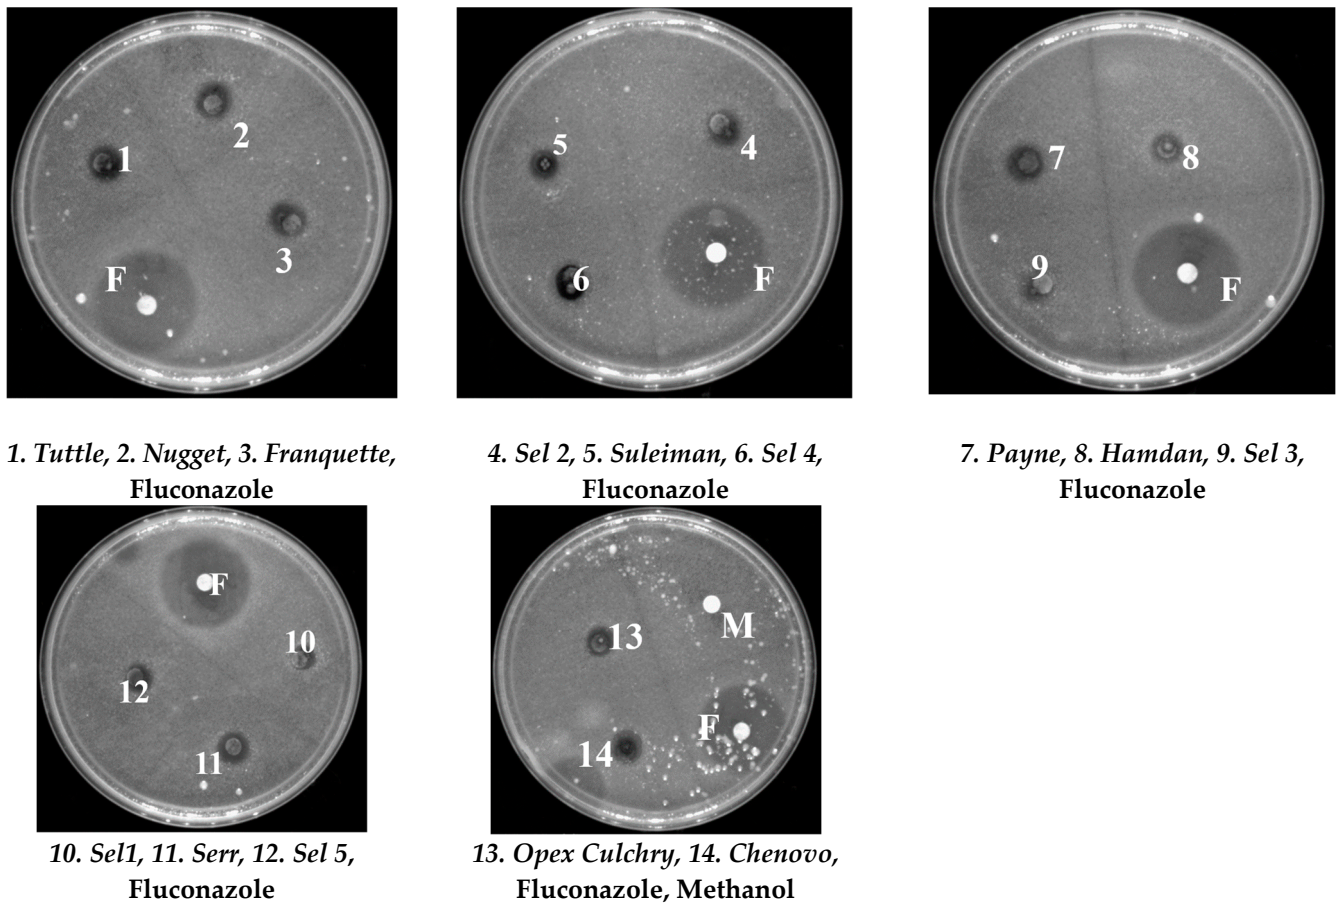 1
2
3
F
5
4
6
F
7
8
9
F
1. Tuttle, 2. Nugget, 3. Franquette,
Fluconazole
4. Sel 2, 5. Suleiman, 6. Sel 4,
Fluconazole
7. Payne, 8. Hamdan, 9. Sel 3,
Fluconazole
F
10
12
11
13
M
F
14
10. Sel1, 11. Serr, 12. Sel 5,
Fluconazole
13. Opex Culchry, 14. Chenovo,
Fluconazole, Methanol